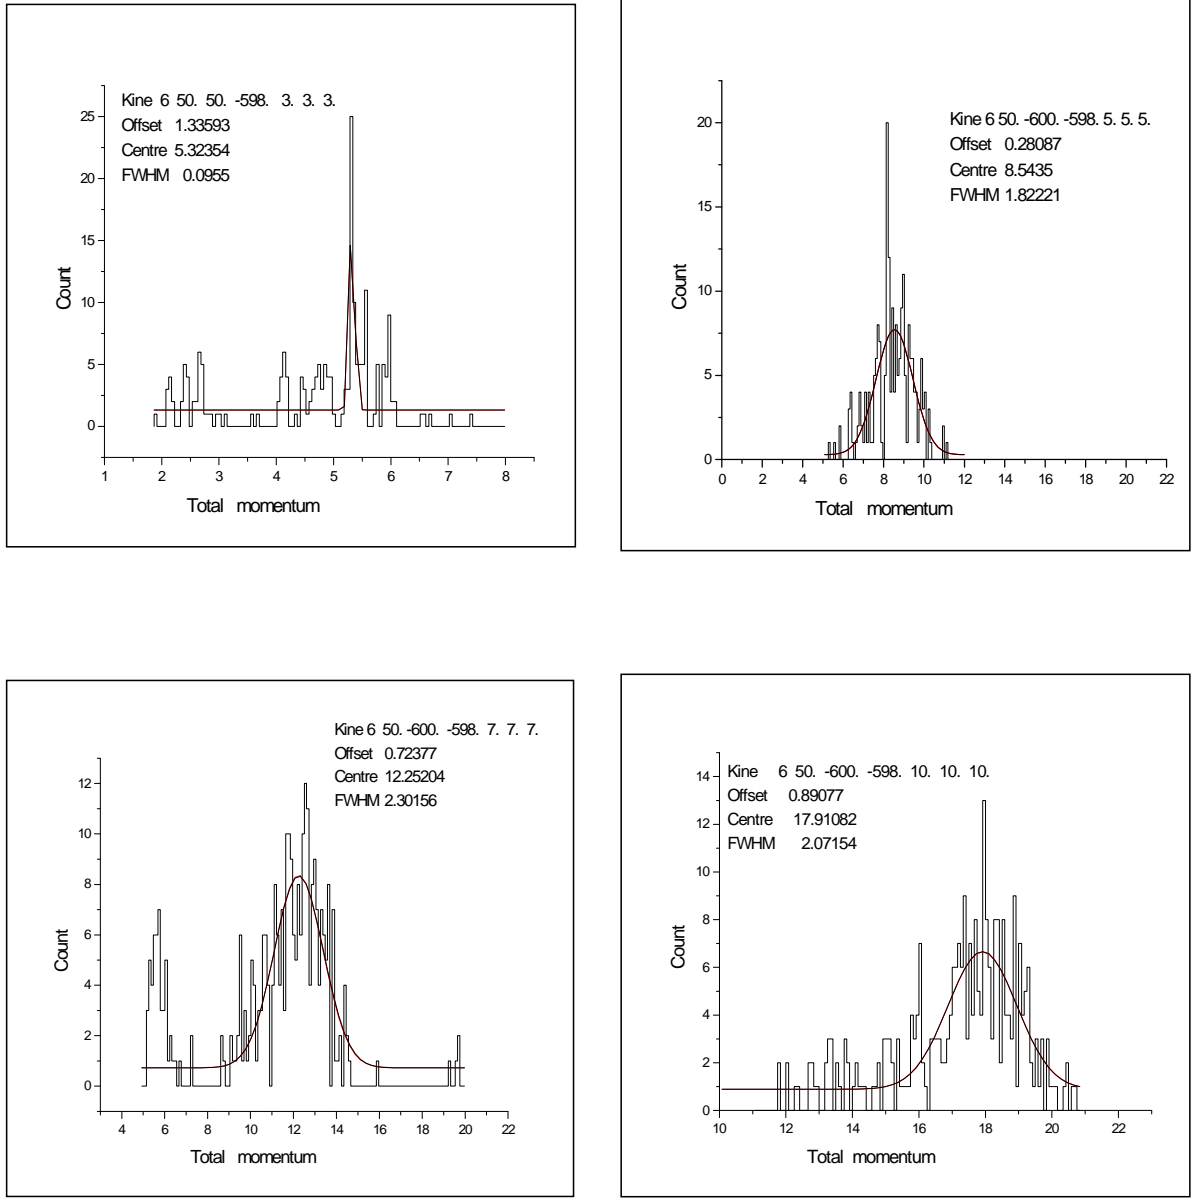 Kine 6 50. 50. -598. 3. 3. 3.
Offset 1.33593
Centre 5.32354
FWHM 0.0955
25
20
15
10
5
0
Count
1 2 3 4 5 6 7 8
Total momentum
Kine 6 50. -600. -598. 5. 5. 5.
Offset 0.28087
Centre 8.5435
FWHM 1.82221
20
15
10
5
0
Count
0 2 4 6 8 10 12 14 16 18 20 22
Total momentum
Kine 6 50. -600. -598. 7. 7. 7.
Offset 0.72377
Centre 12.25204
FWHM 2.30156
12
10
8
6
4
2
0
Count
4 6 8 10 12 14 16 18 20 22
Total momentum
Kine 6 50. -600. -598. 10. 10. 10.
Offset 0.89077
Centre 17.91082
FWHM 2.07154
14
12
10
8
6
4
2
0
Count
10 12 14 16 18 20 22
Total momentum